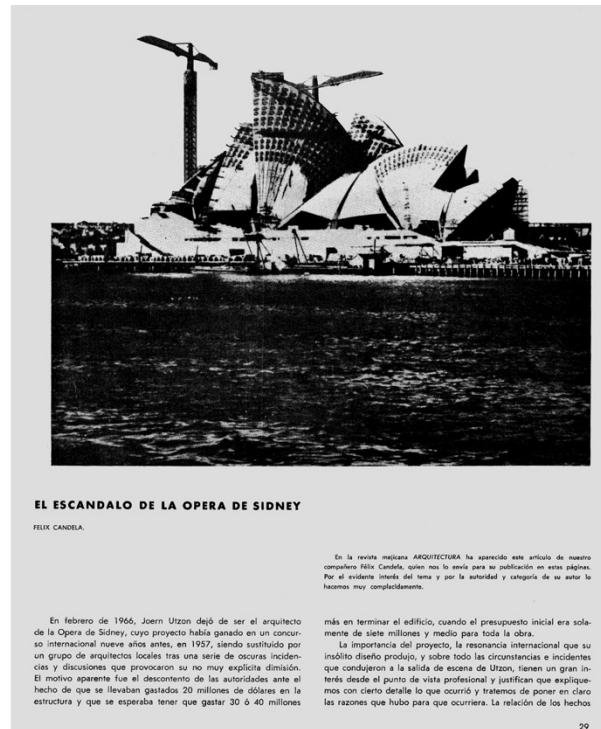 EL ESCANDALO DE LA OPERA DE SIDNEY
FELIX CANDELA.
En la revista mejicana ARQUITECTURA ha aparecido este artículo de nuestro
compañero Félix Candela, quien nos lo envía para su publicación en estas páginas.
Por el evidente interés del tema y por la autoridad y categoría de su autor lo
hacemos muy complacidamente.
En febrero de 1966, Joern Utzon dejó de ser el arquitecto
de la Opera de Sidney, cuyo proyecto había ganado en un concur-
so internacional nueve años antes, en 1957, siendo sustituido por
un grupo de arquitectos locales tras una serie de oscuras inciden-
cias y discusiones que provocaron su no muy explícita dimisión.
El motivo aparente fue el descontento de las autoridades ante el
hecho de que se llevaban gastados 20 millones de dólares en la
estructura y que se esperaba tener que gastar 30 ó 40 millones
más en terminar el edificio, cuando el presupuesto inicial era sola-
mente de siete millones y medio para toda la obra.
La importancia del proyecto, la resonancia internacional que su
insólito diseño produjo, y sobre todo las circunstancias e incidentes
que condujeron a la salida de escena de Utzon, tienen un gran in-
terés desde el punto de vista profesional y justifican que explique-
mos con cierto detalle lo que ocurrió y tratemos de poner en claro
las razones que hubo para que ocurriera. La relación de los hechos
29